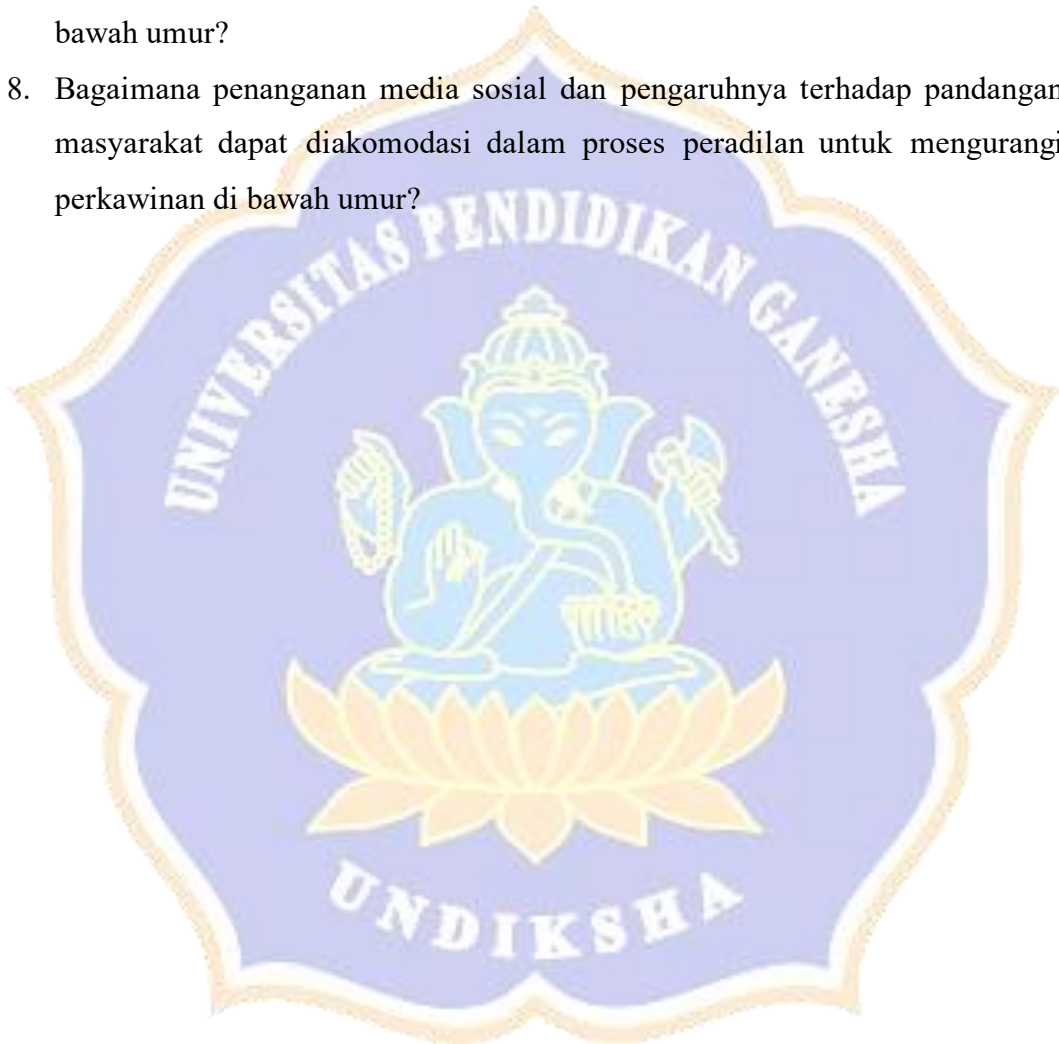 bawah umur?
8. Bagaimana penanganan media sosial dan pengaruhnya terhadap pandangan
masyarakat dapat diakomodasi dalam proses peradilan untuk mengurangi
perkawinan di bawah umur?
UNIVERSITAS PENDIDIKAN GANESHA
UNDIKSHA